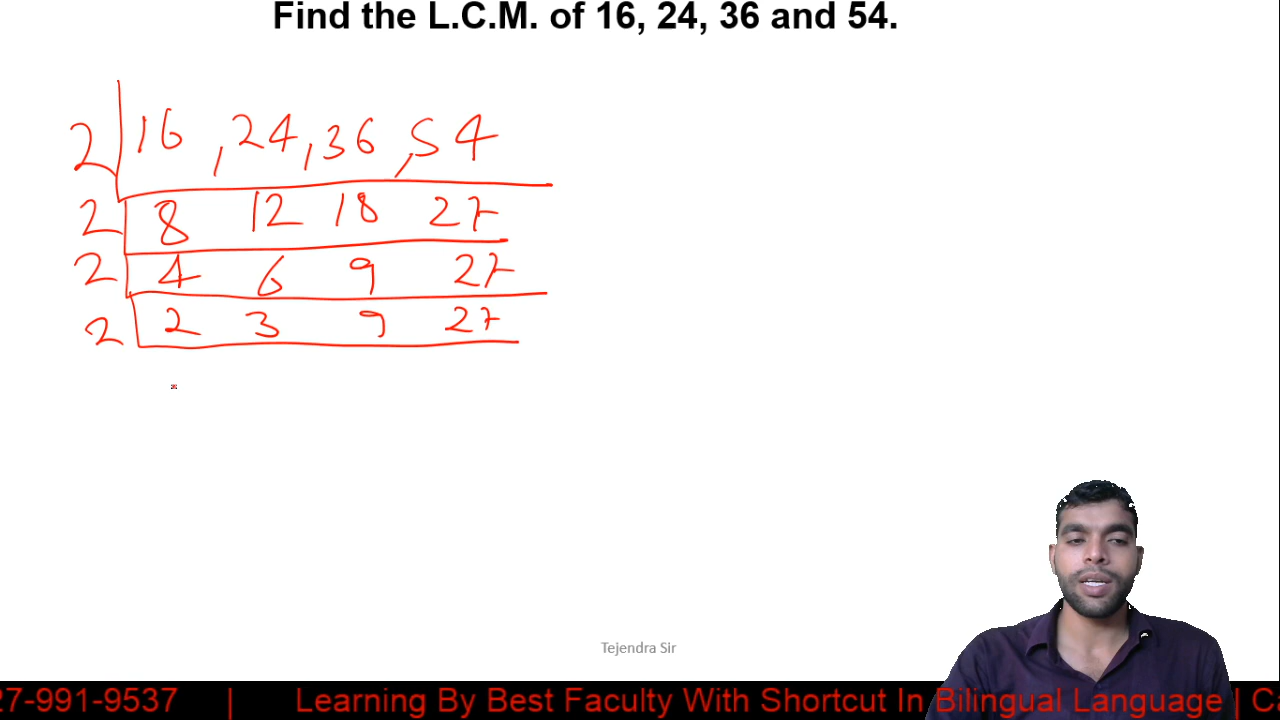 Find the L.C.M. of 16, 24, 36 and 54.
2 16 , 24 , 36 , 54
2 8 12 18 27
2 4 6 9 27
2 2 3 9 27
Tejendra Sir
27-991-9537 | Learning By Best Faculty With Shortcut In Bilingual Language | Ca